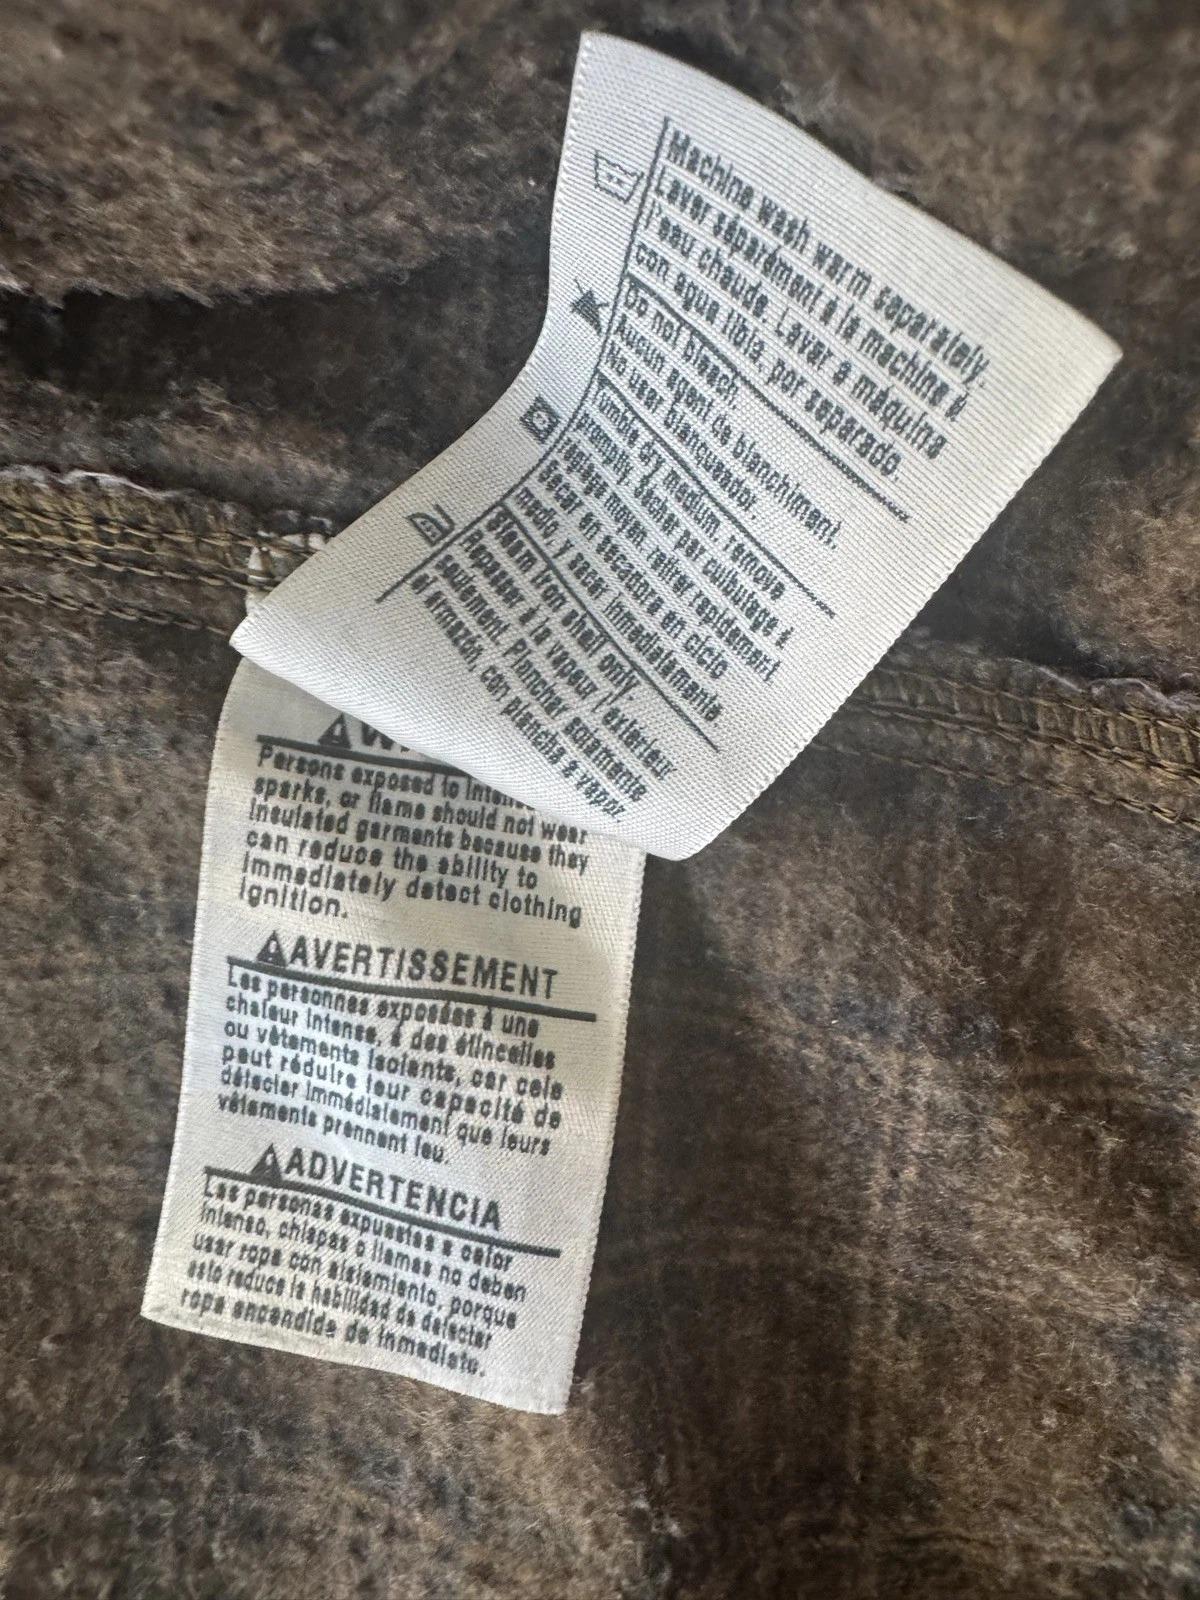 Machine wash warm separately.
Laver séparément à la machine à
l'eau chaude. Lavar a máquina
con agua tibia, por separado.
Do not bleach.
Aucun agent de blanchiment.
No usar blanqueador.
Tumble dry medium, remove
promptly. Sécher par culbutage à
moyen, retirer rapidement
Secar en secadora en ciclo
medio, y sacar inmediatamente
Steam iron shell only.
Repasser à la vapeur l'extérieur
seulement. Planchar solamente
el armazón, con plancha a vapor.
Persons exposed to
sparks, or flame should not wear
insulated garments because they
can reduce the ability to
immediately detect clothing
ignition.
AVERTISSEMENT
Les personnes exposées à une
chaleur intense, à des étincelles
ou vêtements isolants, car cela
peut réduire leur capacité de
détecter immédiatement que leurs
vêtements prennent feu.
ADVERTENCIA
Las personas expuestas a calor
intenso, chispas o llamas no deben
usar ropa con aislamiento, porque
esto reduce la habilidad de detectar
ropa encendida de inmediato.